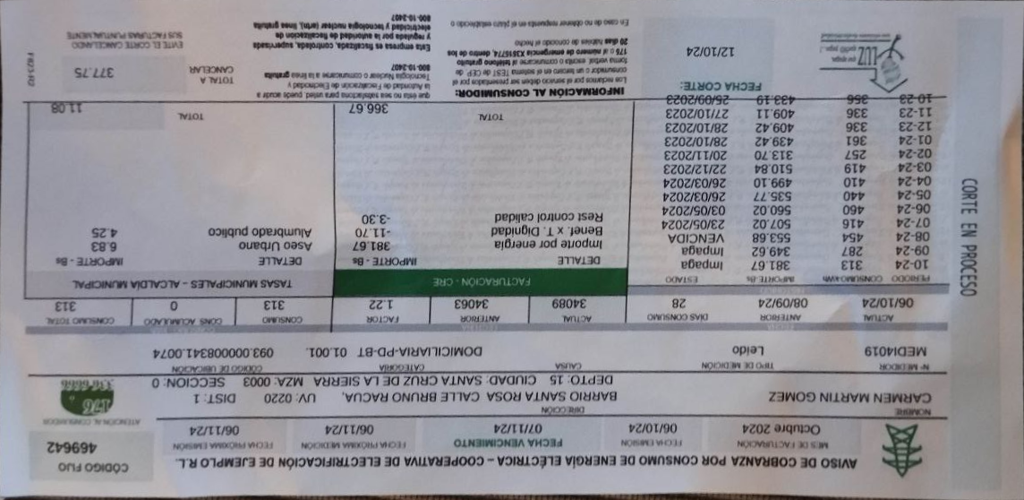 AVISO DE COBRANZA POR CONSUMO DE ENERGÍA ELÉCTRICA – COOPERATIVA DE ELECTRIFICACIÓN DE EJEMPLO R.L.
CÓDIGO FIJO
469642
MES DE FACTURACIÓN
Octubre 2024
FECHA EMISIÓN
06/10/24
FECHA VENCIMIENTO
07/11/24
FECHA PRÓXIMA MEDICIÓN
06/11/24
FECHA PRÓXIMA EMISIÓN
06/11/24
ATENCIÓN AL CONSUMIDOR
176
NOMBRE
CARMEN MARTIN GOMEZ
DIRECCIÓN
BARRIO SANTA ROSA CALLE BRUNO RACUA, UV: 0220 DIST: 1
DEPTO: 15 CIUDAD: SANTA CRUZ DE LA SIERRA MZA: 0003 SECCION: 0
Nº MEDIDOR
MEDI4019
TIPO DE MEDICIÓN
Leído
CAUSA
CATEGORÍA
DOMICILIARIA-PD-BT 01.001.
CÓDIGO DE UBICACIÓN
093.00008341.0074
FECHA
ACTUAL ANTERIOR DÍAS CONSUMO
06/10/24 08/09/24 28
ACTUAL ANTERIOR FACTOR
34089 34063 1.22
CONSUMO CONS ACUMULADO CONSUMO TOTAL
313 0 313
PERIODO CONSUMO kWh IMPORTE Bs. ESTADO
10-24 313 381.67 Impaga
09-24 287 349.62 Impaga
08-24 454 553.68 VENCIDA
07-24 416 507.02 23/05/2024
06-24 460 560.02 03/05/2024
05-24 440 535.77 26/03/2024
04-24 410 499.10 26/03/2024
03-24 419 510.84 22/12/2023
02-24 257 313.70 20/11/2023
01-24 361 439.42 28/10/2023
12-23 336 409.42 28/10/2023
11-23 336 409.11 27/10/2023
10-23 356 433.19 26/09/2023
FECHA CORTE:
12/10/24
LUZ
FACTURACIÓN - CRE
DETALLE IMPORTE - Bs
Importe por energía 381.67
Benef. x T. Dignidad -11.70
Rest control calidad -3.30
TOTAL 366.67
TASAS MUNICIPALES - ALCALDÍA MUNICIPAL
DETALLE IMPORTE - Bs
Aseo Urbano 6.83
Alumbrado publico 4.25
TOTAL 11.08
INFORMACIÓN AL CONSUMIDOR:
Los reclamos por el servicio deben ser presentados por el
consumidor o un tercero en el sistema TEST de CEP de
forma verbal, escrita o comunicarse al teléfono gratuito
176 o al número de emergencia X3516774, dentro de los
20 días hábiles de conocido el hecho
En caso de no obtener respuesta en el plazo establecido o
que ésta no sea satisfactoria para usted, puede acudir a
la Autoridad de Fiscalización de Electricidad y
Tecnología Nuclear o comunicarse a la línea gratuita
800-10-2407
Esta empresa es fiscalizada, controlada, supervisada
y regulada por la autoridad de fiscalización de
electricidad y tecnología nuclear (aetn), línea gratuita
800-10-2407
TOTAL A
CANCELAR
377.75
EVITE EL CORTE CANCELANDO
SUS FACTURAS PUNTUALMENTE
CORTE EN PROCESO